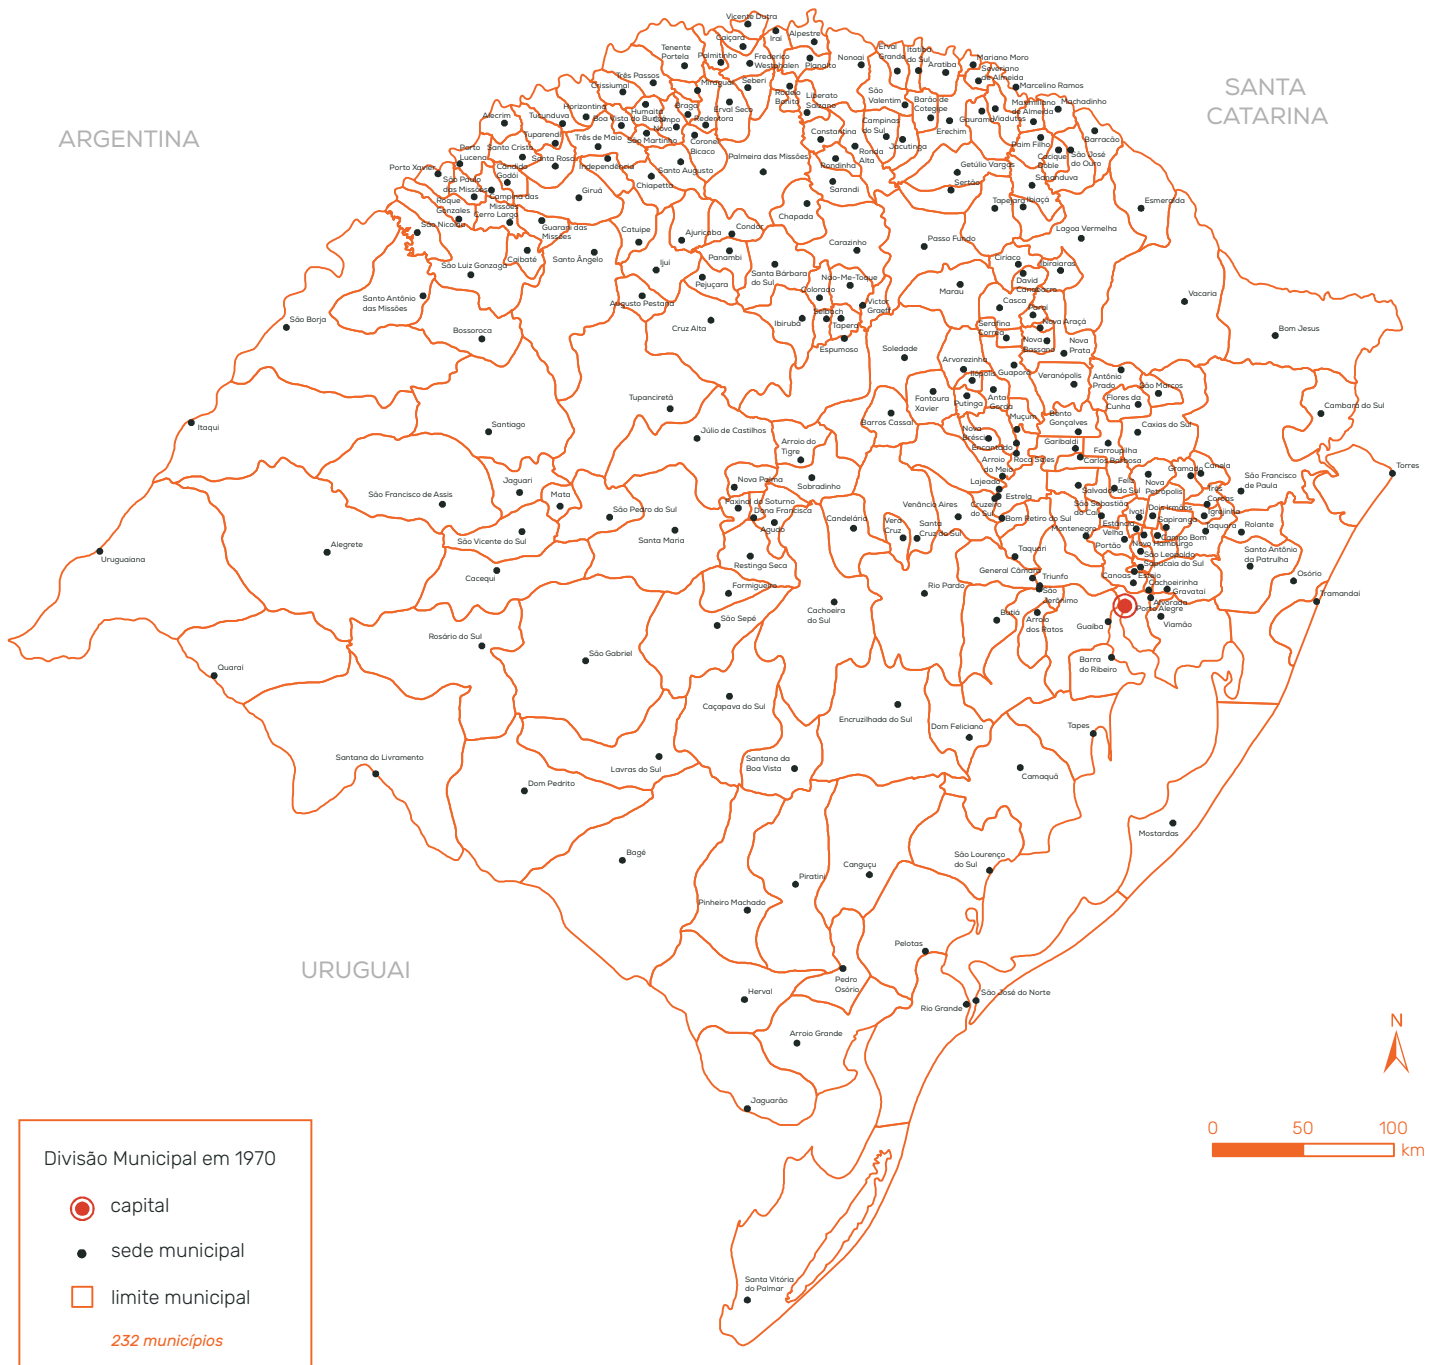 Vicente Dutra
Caiçara
Iraí
Alpestre
Tenente
Portela
Palmitinho
Frederico
Westphalen
Planalto
Nonoai
Erval
Grande
Itatiba
do Sul
Aratiba
Mariano Moro
Severiano
de Almeida
Marcelino Ramos
SANTA
CATARINA
Três Passos
Crissiumal
Miraguaí
Seberi
Rodeio
Bonito
Liberato
Salzano
São
Valentim
Barão de
Cotegipe
Maximiliano
de Almeida
Machadinho
Horizontina
Humaitá
Braga
Erval Seco
Alecrim
Tucunduva
Boa Vista do Buricá
Campo
Novo
Redentora
Constantina
Campinas
do Sul
Erechim
Gaurama
Viadutos
ARGENTINA
Tuparendi
Três de Maio
São Martinho
Coronel
Bicaco
Ronda
Alta
Jacutinga
Paim Filho
Barracão
Porto
Lucena
Santo Cristo
Santa Rosa
Independência
Santo Augusto
Palmeira das Missões
Rondinha
Getúlio Vargas
Cacique
Doble
São José
do Ouro
Porto Xavier
Cândido
Godói
São Paulo
das Missões
Campina das
Missões
Giruá
Chiapetta
Sarandi
Sertão
Sananduva
Roque
Gonzales
Cerro Largo
Chapada
Tapejara
Ibiaçá
Esmeralda
São Nicolau
Guarani das
Missões
Catuípe
Ajuricaba
Condor
Lagoa Vermelha
Caibaté
Santo Ângelo
Panambi
Carazinho
Passo Fundo
São Luiz Gonzaga
Ijuí
Pejuçara
Santa Bárbara
do Sul
Não-Me-Toque
Ciríaco
Ibiraiaras
David
Canabarro
Santo Antônio
das Missões
Augusto Pestana
Colorado
Victor
Graeff
Marau
Casca
Paraí
Vacaria
São Borja
Bossoroca
Cruz Alta
Ibirubá
Selbach
Tapera
Espumoso
Serafina
Corrêa
Nova Araçá
Nova
Bassano
Nova
Prata
Bom Jesus
Soledade
Arvorezinha
Ilópolis
Guaporé
Veranópolis
Antônio
Prado
São Marcos
Tupanciretã
Fontoura
Xavier
Putinga
Anta
Gorda
Flores da
Cunha
Cambará do Sul
Itaqui
Santiago
Júlio de Castilhos
Arroio do
Tigre
Barros Cassal
Nova
Bréscia
Muçum
Bento
Gonçalves
Caxias do Sul
Encantado
Garibaldi
Farroupilha
Roca Sales
Carlos Barbosa
Torres
São Francisco de Assis
Jaguari
Mata
Nova Palma
Sobradinho
Arroio
do Meio
Lajeado
Feliz
Salvador do Sul
Nova
Petrópolis
Gramado
Canela
São Francisco
de Paula
Faxinal do Soturno
Dona Francisca
Agudo
Venâncio Aires
Estrela
Cruzeiro
do Sul
Bom Retiro do Sul
São Sebastião
do Caí
Ivoti
Dois Irmãos
Três
Coroas
Igrejinha
São Vicente do Sul
São Pedro do Sul
Santa Maria
Candelária
Vera
Cruz
Santa
Cruz do Sul
Montenegro
Estância
Velha
Sapiranga
Campo Bom
Taquara
Rolante
Uruguaiana
Alegrete
Cacequi
Restinga Seca
Taquari
Portão
Novo Hamburgo
São Leopoldo
Sapucaia do Sul
Santo Antônio
da Patrulha
Formigueiro
Cachoeira
do Sul
Rio Pardo
General Câmara
Triunfo
São
Jerônimo
Canoas
Esteio
Cachoeirinha
Gravataí
Alvorada
Osório
Tramandaí
Rosário do Sul
São Sepé
Butiá
Arroio
dos Ratos
Guaíba
Porto Alegre
Viamão
Quaraí
São Gabriel
Barra
do Ribeiro
Caçapava do Sul
Encruzilhada do Sul
Dom Feliciano
Tapes
Santana do Livramento
Lavras do Sul
Santana da
Boa Vista
Camaquã
Dom Pedrito
Mostardas
Bagé
Piratini
Canguçu
São Lourenço
do Sul
Pinheiro Machado
URUGUAI
Pelotas
Herval
Pedro
Osório
Rio Grande
São José do Norte
Arroio Grande
N
Jaguarão
0 50 100
km
Divisão Municipal em 1970
capital
sede municipal
limite municipal
232 municípios
Santa Vitória
do Palmar